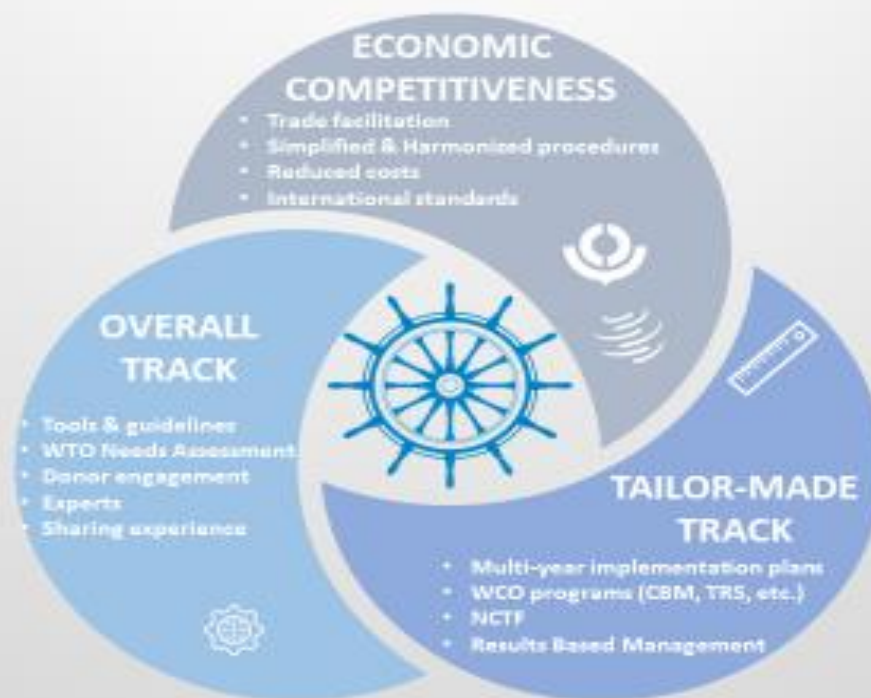 ECONOMIC
COMPETITIVENESS
• Trade facilitation
• Simplified & Harmonized procedures
• Reduced costs
• International standards
OVERALL
TRACK
• Tools & guidelines
• WTO Needs Assessment
• Donor engagement
• Experts
• Sharing experience
TAILOR-MADE
TRACK
• Multi-year implementation plans
• WCO programs (CBM, TRS, etc.)
• NCTF
• Results Based Management